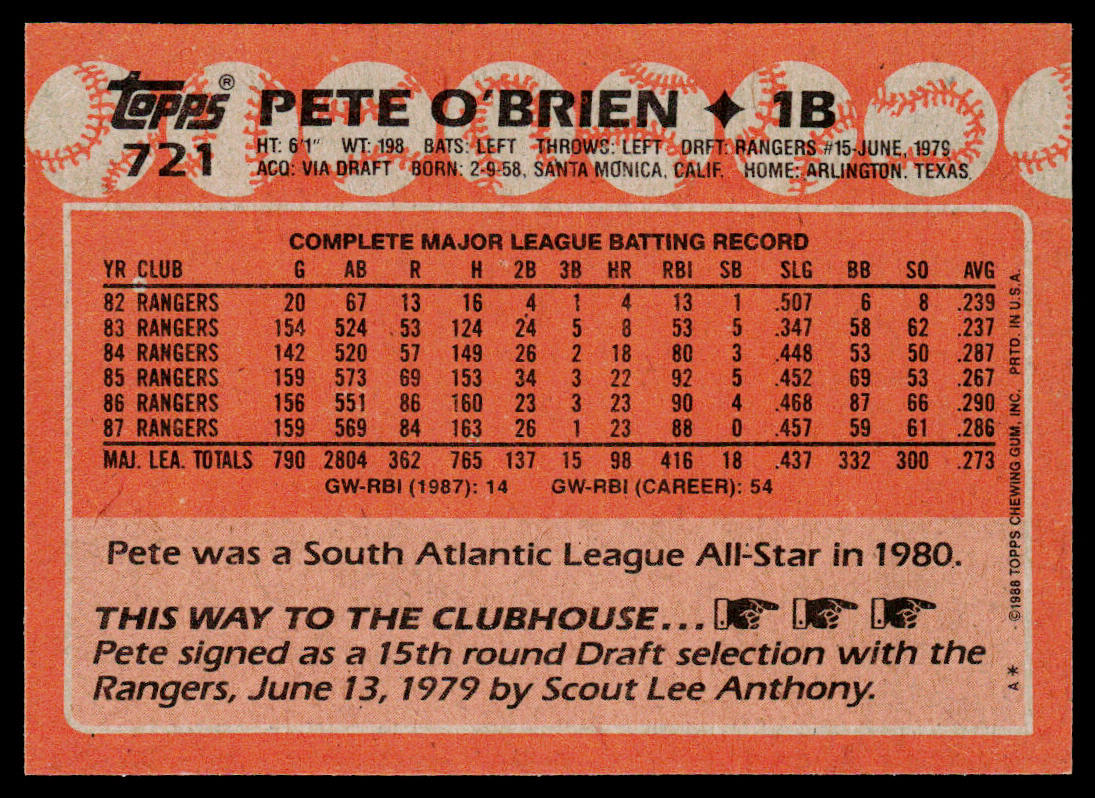 Topps®
721
PETE O'BRIEN ✦ 1B
HT: 6'1" WT: 198 BATS: LEFT THROWS: LEFT DRFT: RANGERS #15-JUNE, 1979
ACQ: VIA DRAFT BORN: 2-9-58, SANTA MONICA, CALIF. HOME: ARLINGTON, TEXAS
COMPLETE MAJOR LEAGUE BATTING RECORD
YR CLUB G AB R H 2B 3B HR RBI SB SLG BB SO AVG
82 RANGERS 20 67 13 16 4 1 4 13 1 .507 6 8 .239
83 RANGERS 154 524 53 124 24 5 8 53 5 .347 58 62 .237
84 RANGERS 142 520 57 149 26 2 18 80 3 .448 53 50 .287
85 RANGERS 159 573 69 153 34 3 22 92 5 .452 69 53 .267
86 RANGERS 156 551 86 160 23 3 23 90 4 .468 87 66 .290
87 RANGERS 159 569 84 163 26 1 23 88 0 .457 59 61 .286
MAJ. LEA. TOTALS 790 2804 362 765 137 15 98 416 18 .437 332 300 .273
GW-RBI (1987): 14 GW-RBI (CAREER): 54
Pete was a South Atlantic League All-Star in 1980.
THIS WAY TO THE CLUBHOUSE...
Pete signed as a 15th round Draft selection with the
Rangers, June 13, 1979 by Scout Lee Anthony.
A* ©1988 TOPPS CHEWING GUM, INC. PRTD. IN U.S.A.